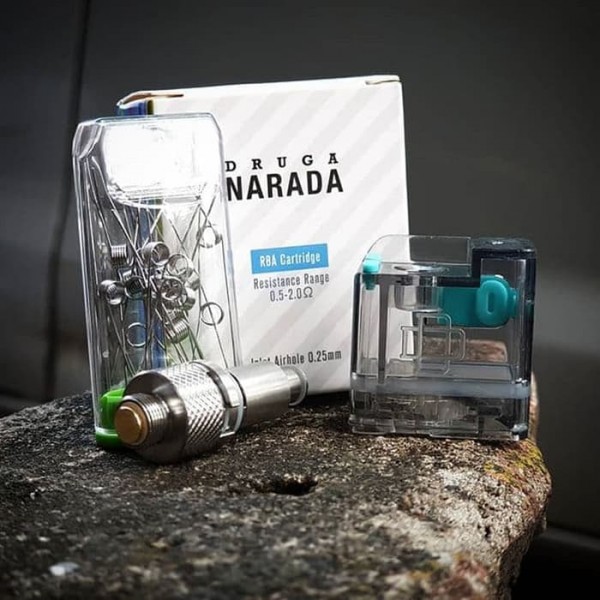 DRUGA
NARADA
RBA Cartridge
Resistance Range
0.5-2.0Ω
Inlet Airhole 0.25mm